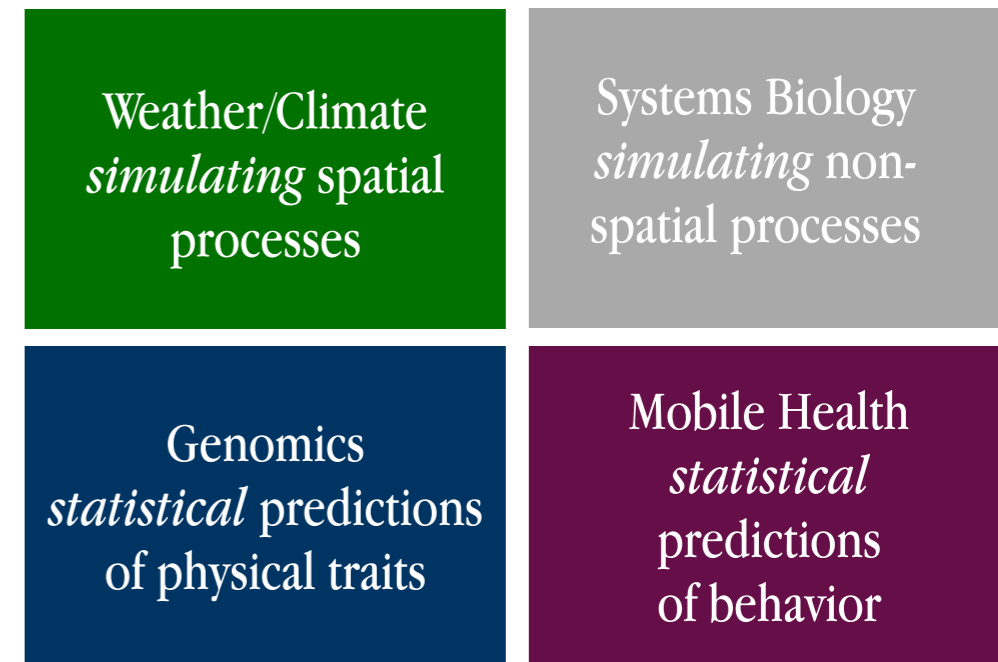 Weather/Climate
simulating spatial
processes
Systems Biology
simulating non-
spatial processes
Genomics
statistical predictions
of physical traits
Mobile Health
statistical
predictions
of behavior